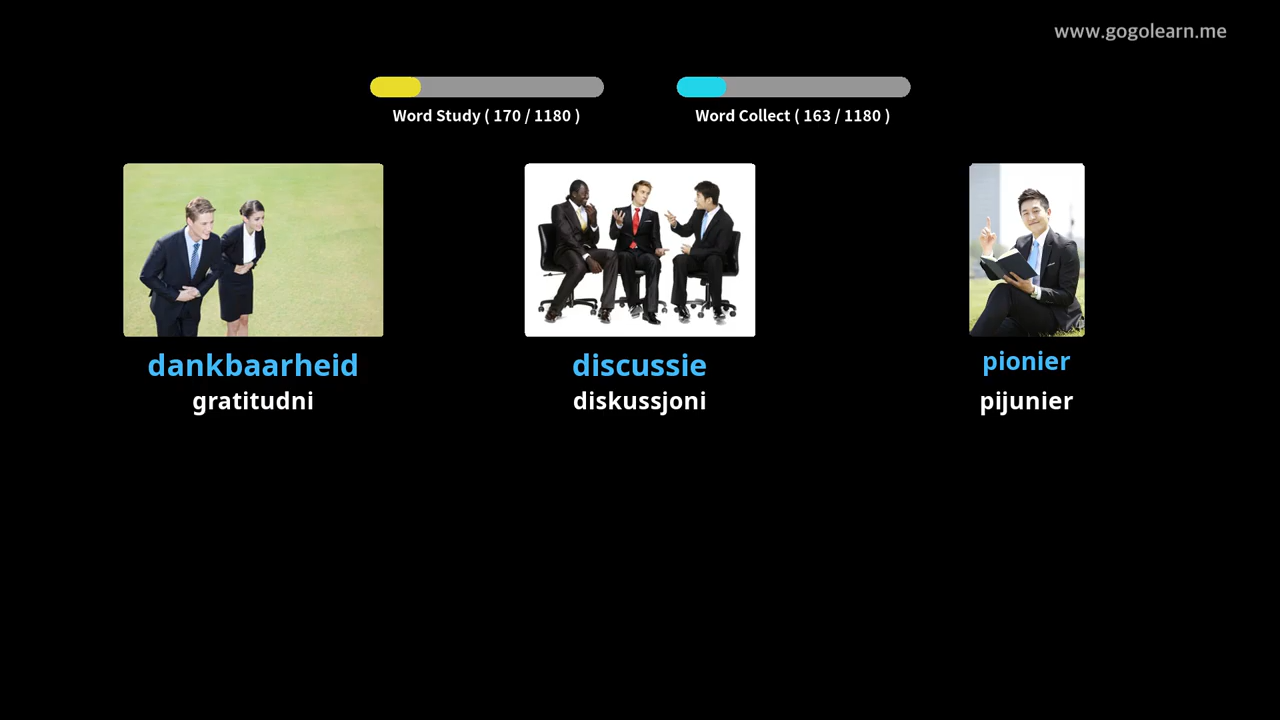 www.gogolearn.me
Word Study ( 170 / 1180 )
Word Collect ( 163 / 1180 )
dankbaarheid
gratitudni
discussie
diskussjoni
pionier
pijunier